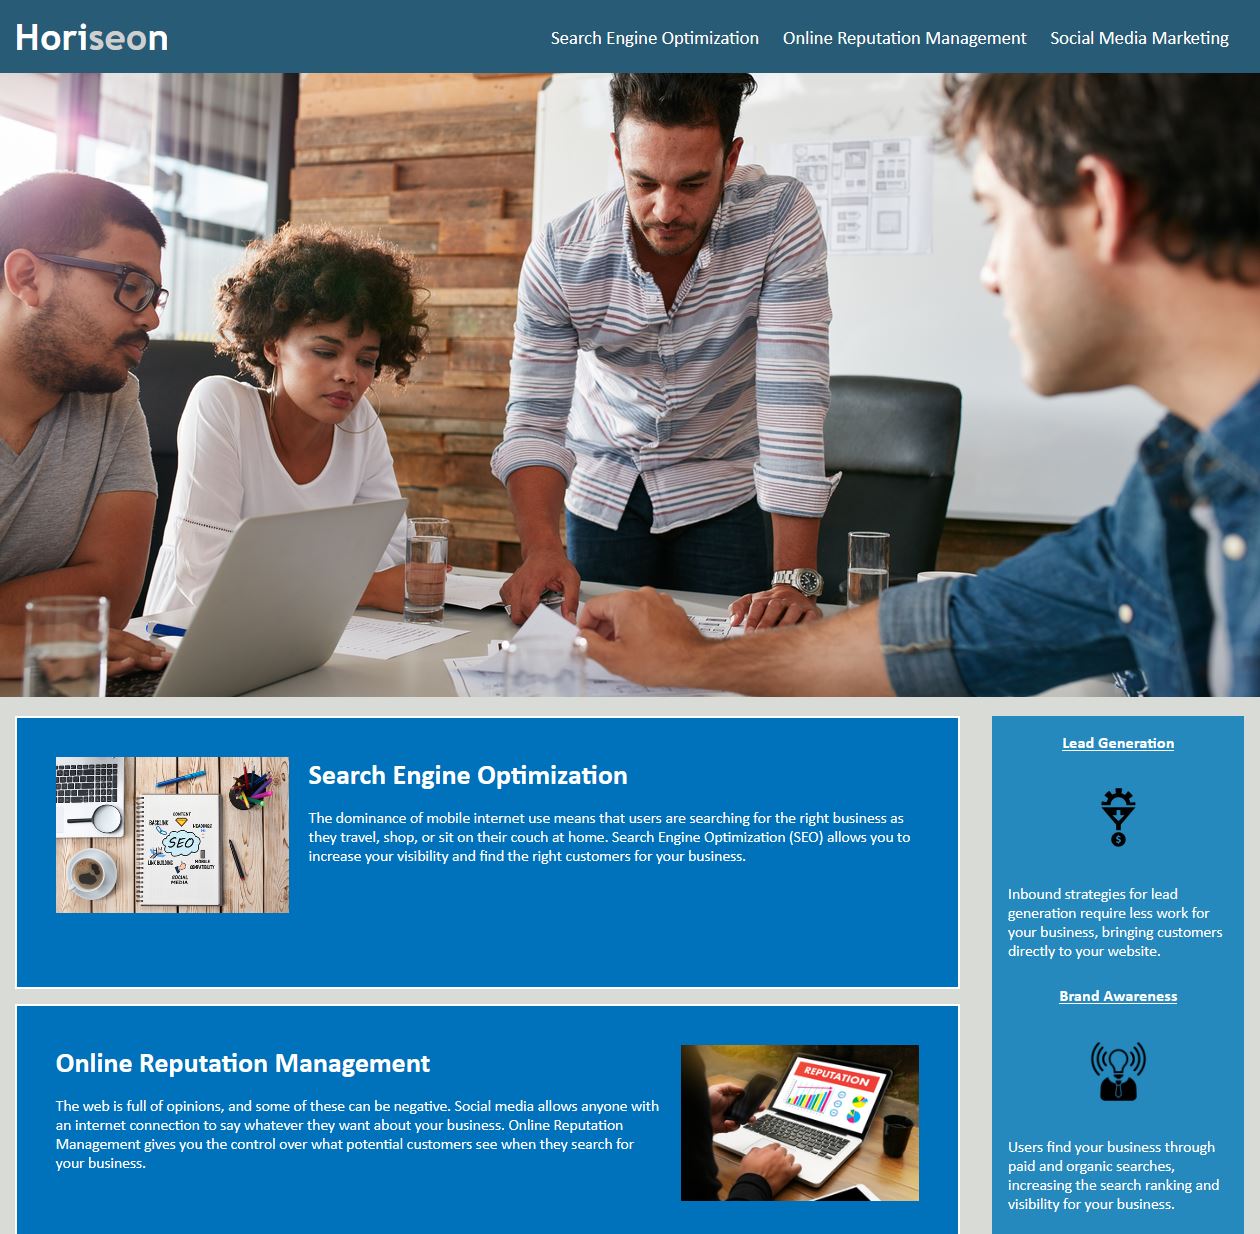 Horiseon
Search Engine Optimization
Online Reputation Management
Social Media Marketing
CONTENT
BACKLINK
HEADINGS
SEO
LINK BUILDING
MOBILE
COMPATIBILITY
SOCIAL
MEDIA
Search Engine Optimization
The dominance of mobile internet use means that users are searching for the right business as
they travel, shop, or sit on their couch at home. Search Engine Optimization (SEO) allows you to
increase your visibility and find the right customers for your business.
Online Reputation Management
The web is full of opinions, and some of these can be negative. Social media allows anyone with
an internet connection to say whatever they want about your business. Online Reputation
Management gives you the control over what potential customers see when they search for
your business.
REPUTATION
Lead Generation
$
Inbound strategies for lead
generation require less work for
your business, bringing customers
directly to your website.
Brand Awareness
Users find your business through
paid and organic searches,
increasing the search ranking and
visibility for your business.